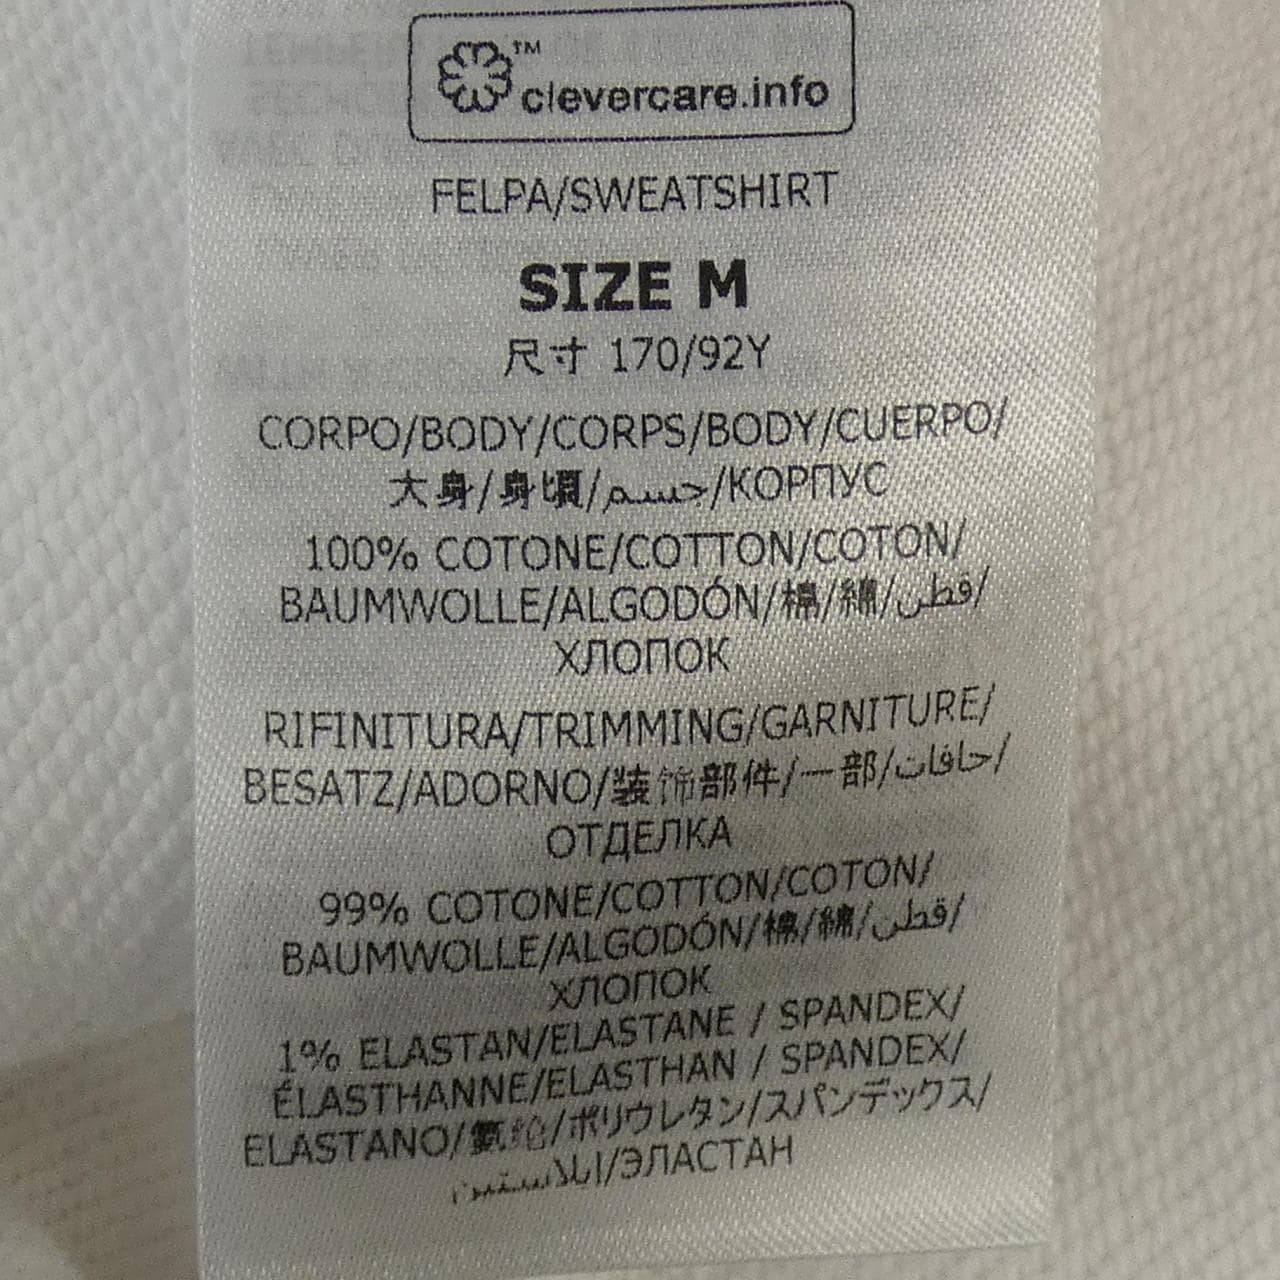 ™
clevercare.info
FELPA/SWEATSHIRT
SIZE M
尺寸 170/92Y
CORPO/BODY/CORPS/BODY/CUERPO/
大身/身頃/جسم/КОРПУС
100% COTONE/COTTON/COTON/
BAUMWOLLE/ALGODÓN/棉/綿/قطن/
ХЛОПОК
RIFINITURA/TRIMMING/GARNITURE/
BESATZ/ADORNO/装饰部件/一部/حافات/
ОТДЕЛКА
99% COTONE/COTTON/COTON/
BAUMWOLLE/ALGODÓN/棉/綿/قطن/
ХЛОПОК
1% ELASTAN/ELASTANE / SPANDEX/
ÉLASTHANNE/ELASTHAN / SPANDEX/
ELASTANO/氨纶/ポリウレタン/スパンデックス/
ايلاستين/ЭЛАСТАН